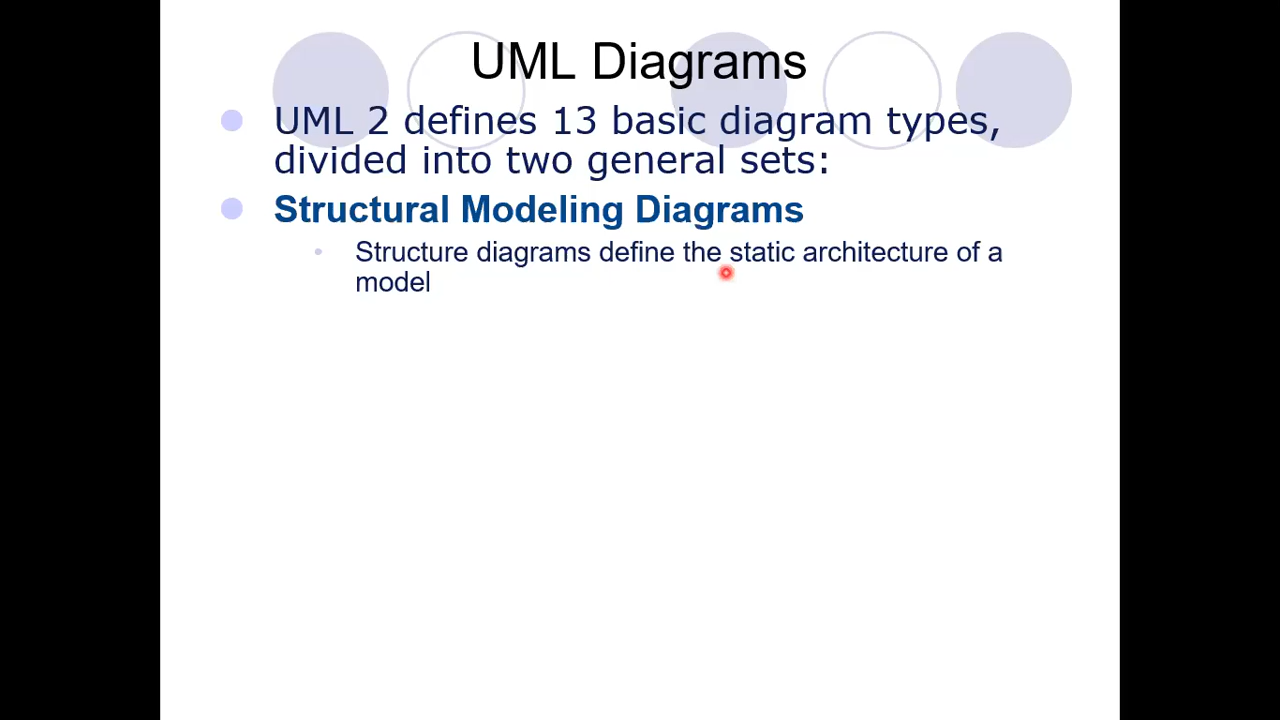 UML Diagrams
UML 2 defines 13 basic diagram types,
divided into two general sets:
Structural Modeling Diagrams
Structure diagrams define the static architecture of a
model